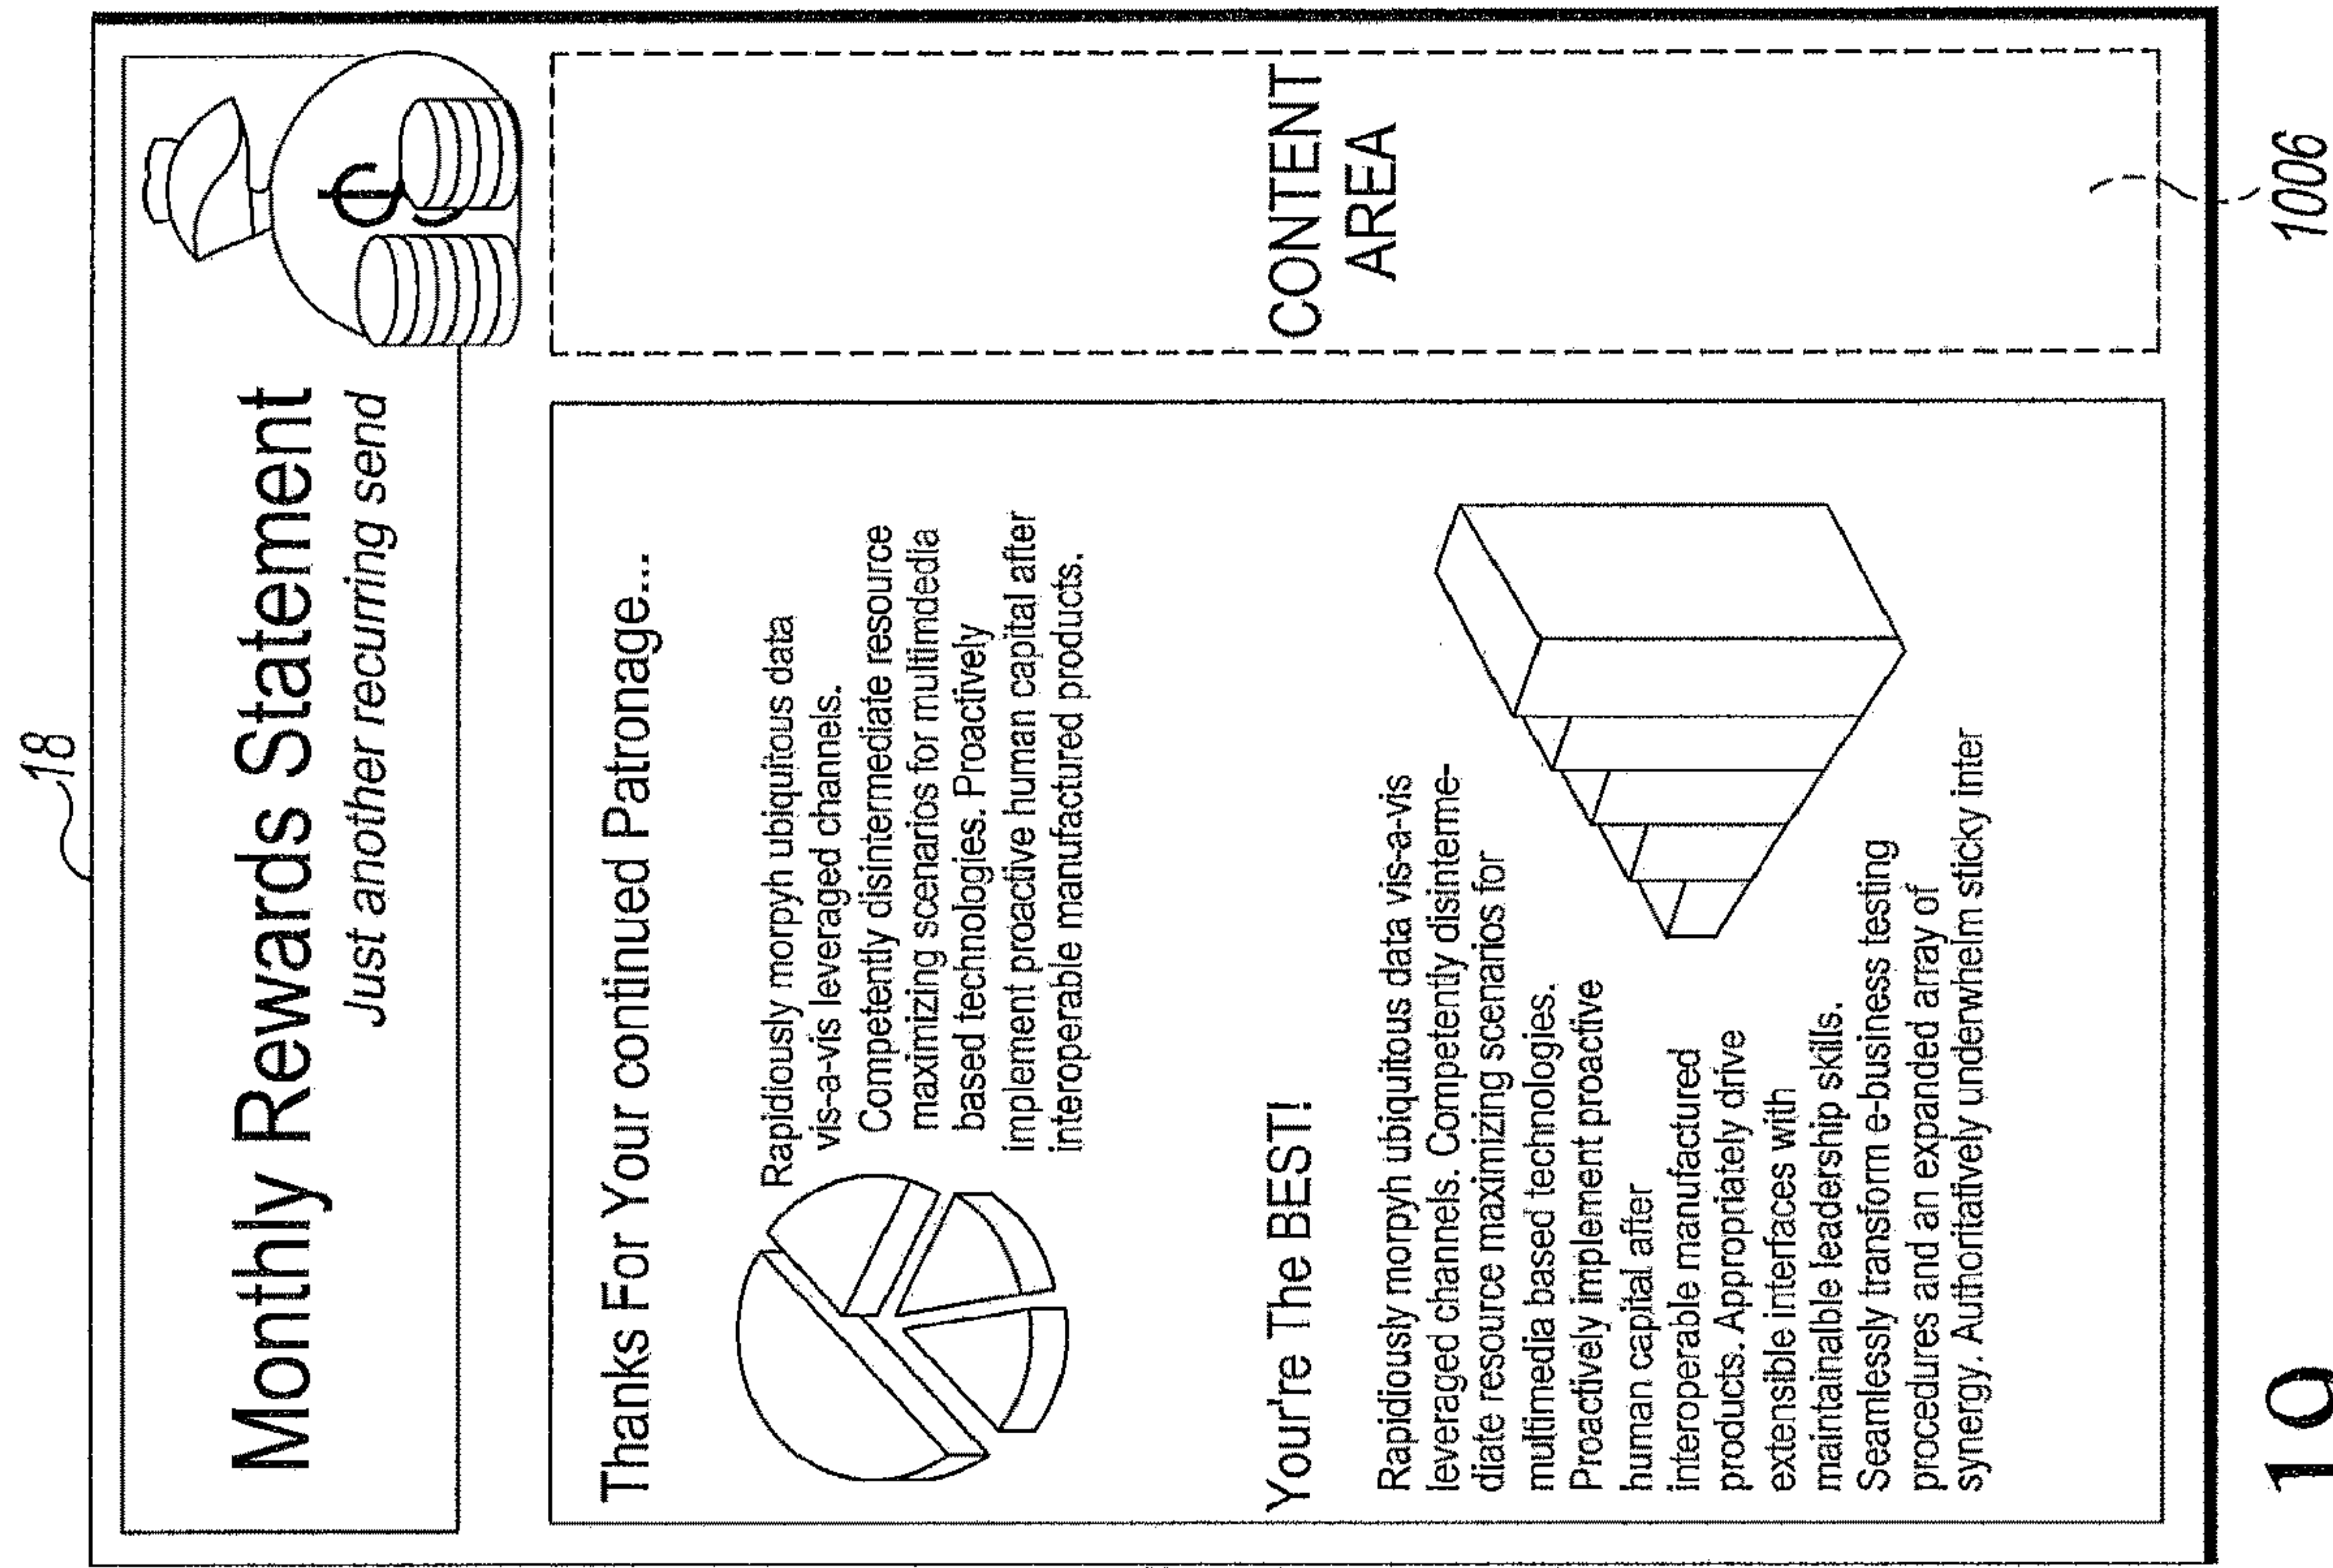 18
Monthly Rewards Statement
Just another recurring send
Thanks For Your continued Patronage...
Rapidiously morpyh ubiquitous data
vis-a-vis leveraged channels.
Competently disintermediate resource
maximizing scenarios for multimdedia
based technologies. Proactively
implement proactive human capital after
interoperable manufactured products.
Your're The BEST!
Rapidiously morpyh ubiquitous data vis-a-vis
leveraged channels. Competently disinterme-
diate resource maximizing scenarios for
multimedia based technologies.
Proactively implement proactive
human capital after
interoperable manufactured
products. Appropriately drive
extensible interfaces with
maintainalble leadership skills.
Seamlessly transform e-business testing
procedures and an expanded array of
synergy. Authoritatively underwhelm sticky inter
CONTENT
AREA
1006